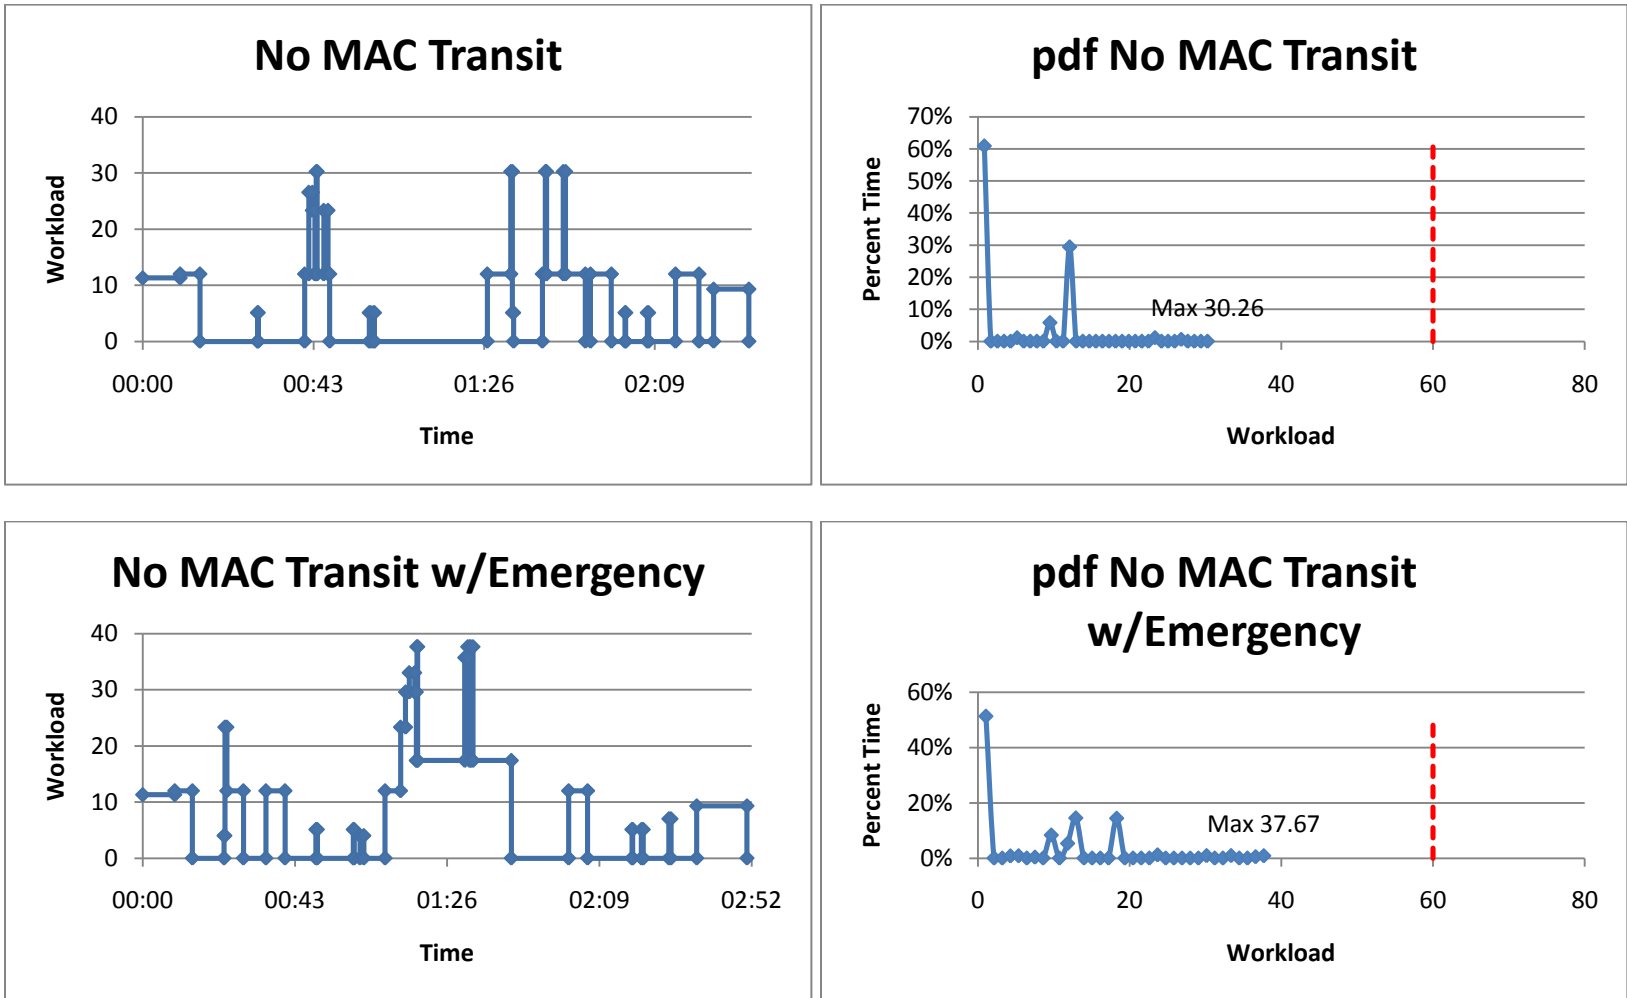 No MAC Transit
40
30
20
10
0
Workload
00:00 00:43 01:26 02:09
Time
pdf No MAC Transit
70%
60%
50%
40%
30%
20%
10%
0%
Percent Time
Max 30.26
0 20 40 60 80
Workload
No MAC Transit w/Emergency
40
30
20
10
0
Workload
00:00 00:43 01:26 02:09 02:52
Time
pdf No MAC Transit
w/Emergency
60%
40%
20%
0%
Percent Time
Max 37.67
0 20 40 60 80
Workload